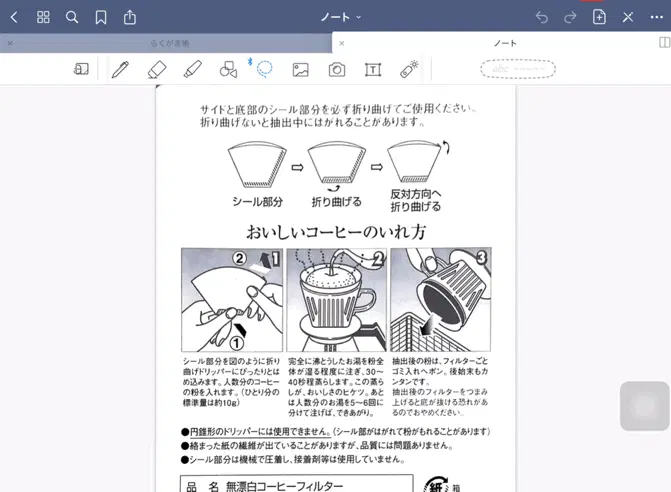 ノート
らくがき帳
ノート
サイドと底部のシール部分を必ず折り曲げてご使用ください。
折り曲げないと抽出中にはがれることがあります。
シール部分
折り曲げる
反対方向へ
折り曲げる
おいしいコーヒーのいれ方
② 1
①
2
3
シール部分を図のように折り
曲げドリッパーにぴったりとは
め込みます。人数分のコーヒー
の粉を入れます。(ひとり分の
標準量は約10g)
完全に沸とうしたお湯を粉全
体が湿る程度に注ぎ、30〜
40秒程蒸らします。この蒸ら
しが、おいしさのヒケツ。あと
は人数分のお湯を5〜6回に
分けて注げば、できあがり。
抽出後の粉は、フィルターごと
ゴミ入れへポン。後始末もカ
ンタンです。
抽出後のフィルターをつまみ
上げると底が抜ける恐れがあ
るのでおやめください。
●円錐形のドリッパーには使用できません。(シール部がはがれて粉がもれることがあります)
●絡まった紙の繊維が出ていることがありますが、品質には問題ありません。
●シール部分は機械で圧着し、接着剤等は使用していません。
品 名 無漂白コーヒーフィルター
紙 箱